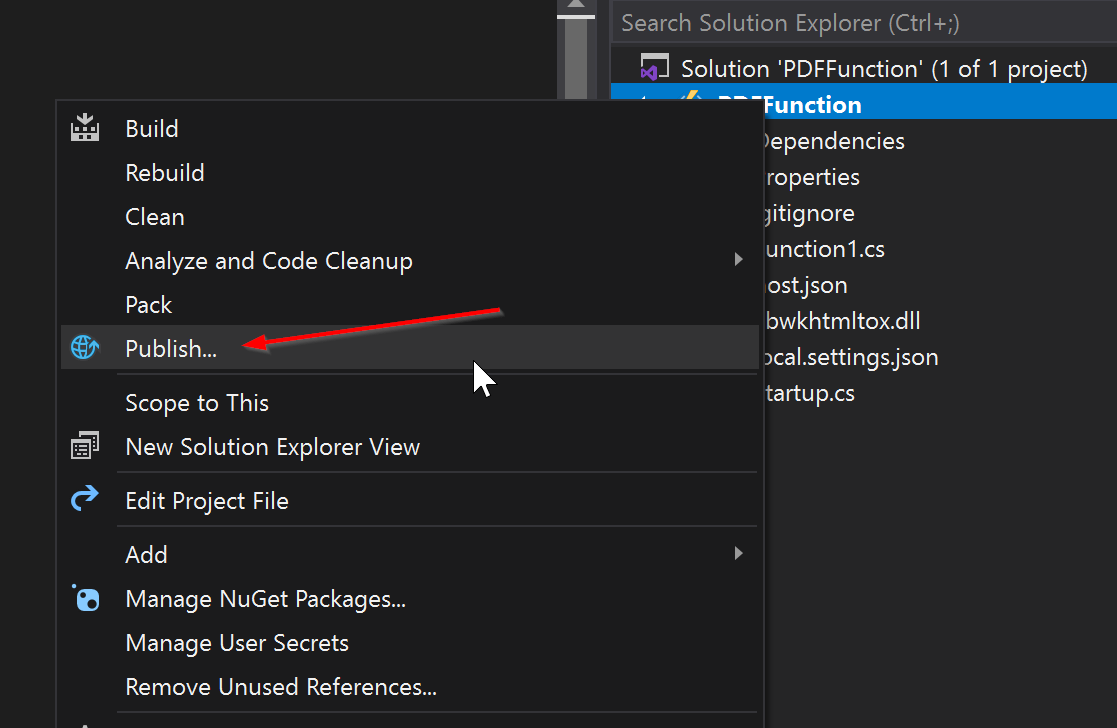 Search Solution Explorer (Ctrl+;)
Solution 'PDFFunction' (1 of 1 project)
PDFFunction
Dependencies
roperties
gitignore
unction1.cs
ost.json
bwkhtmltox.dll
ocal.settings.json
tartup.cs
Build
Rebuild
Clean
Analyze and Code Cleanup
Pack
Publish...
Scope to This
New Solution Explorer View
Edit Project File
Add
Manage NuGet Packages...
Manage User Secrets
Remove Unused References...